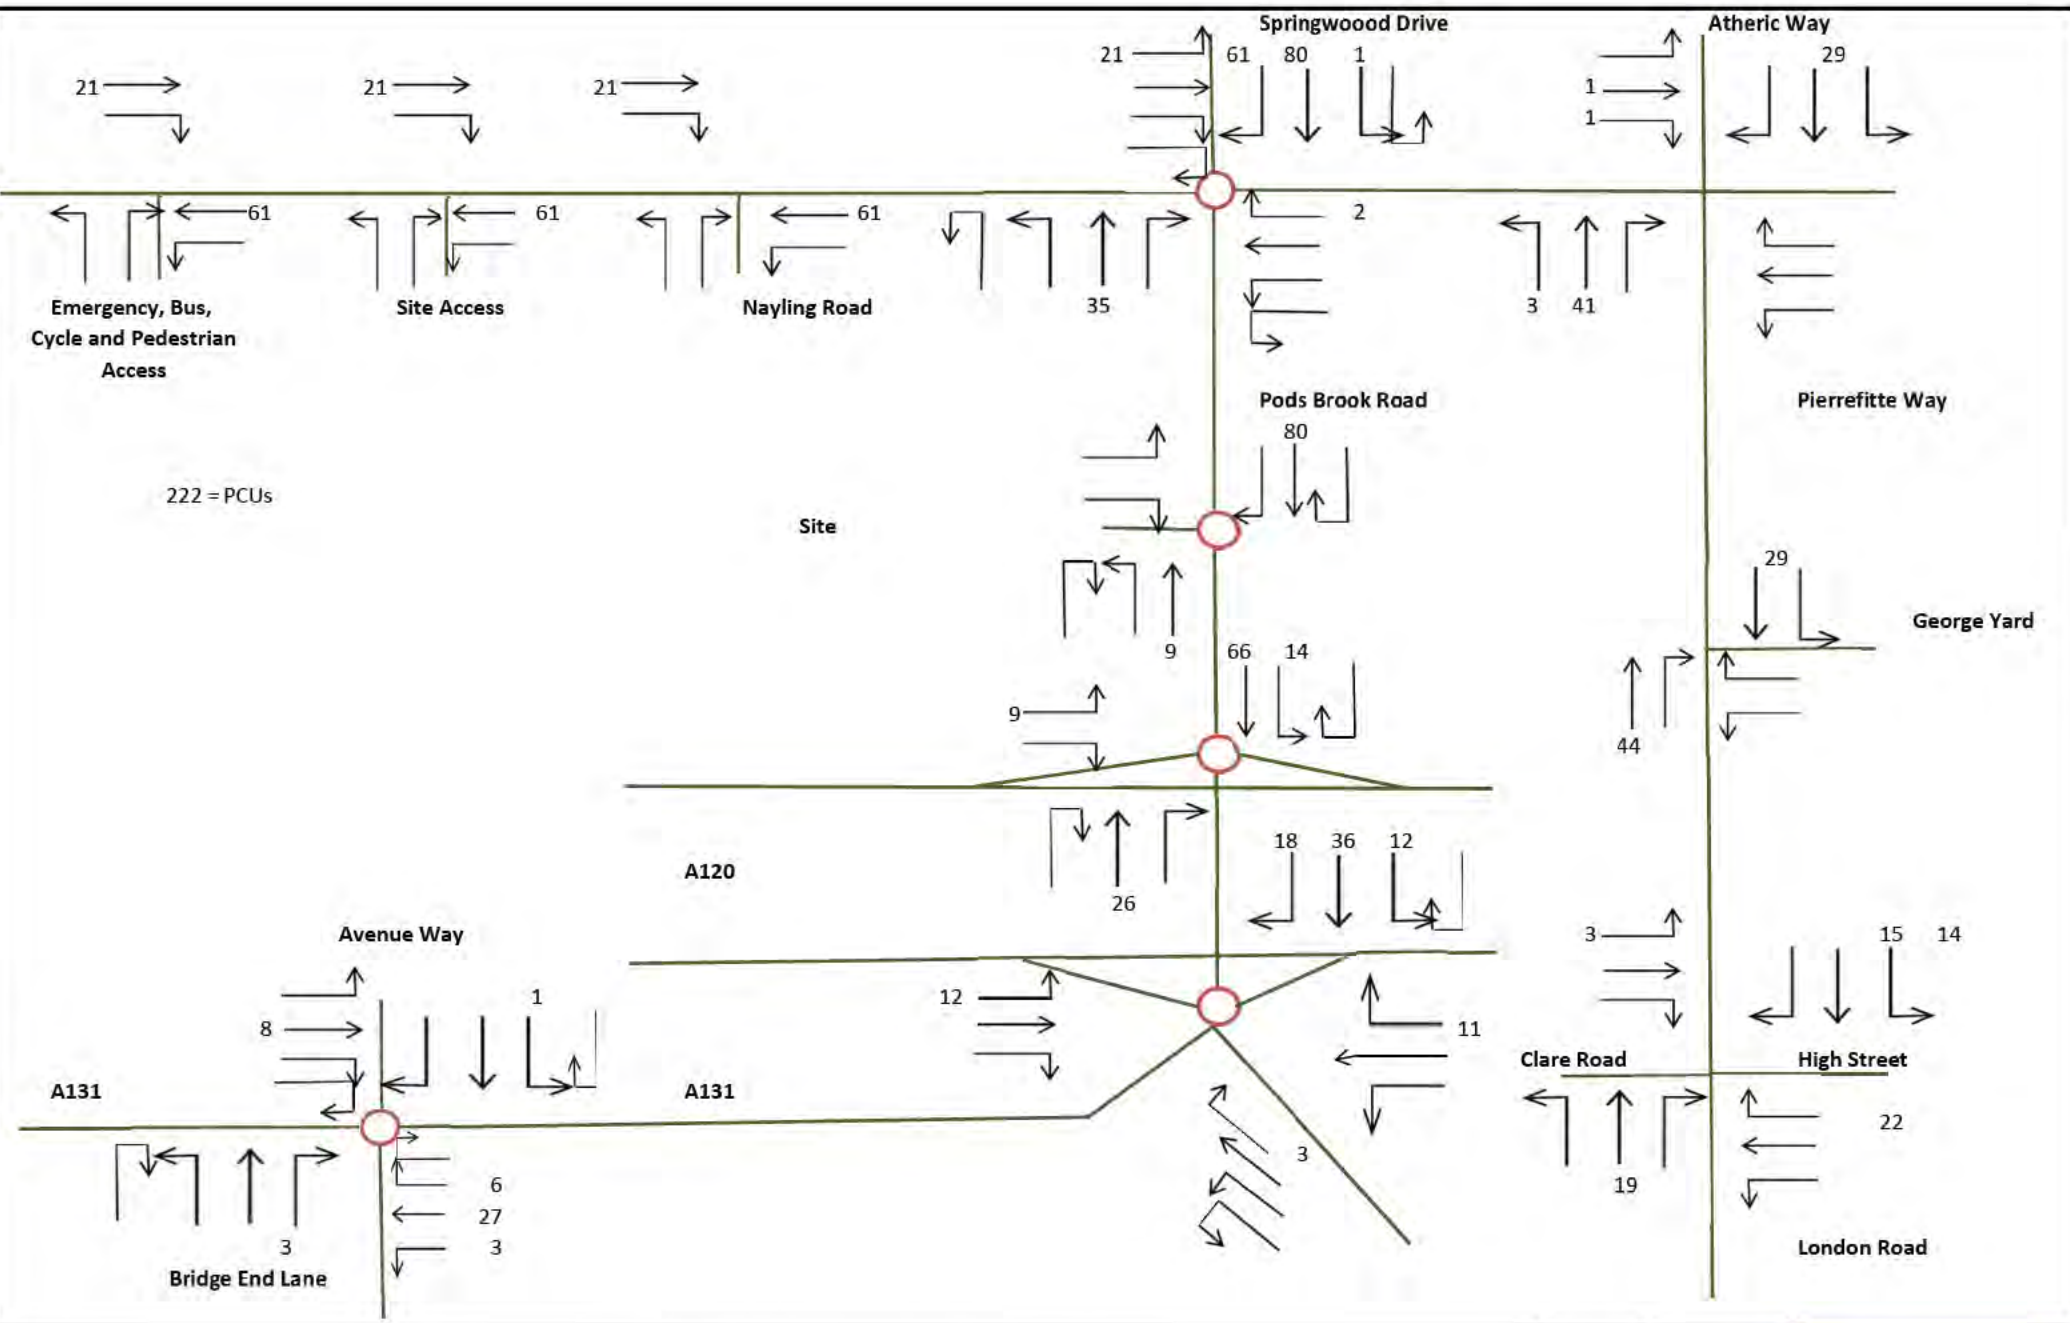 Springwoood Drive
Atheric Way
21
61
80
1
29
21
21
21
1
1
61
61
61
2
Emergency, Bus,
Cycle and Pedestrian
Access
Site Access
Nayling Road
35
3
41
Pods Brook Road
Pierrefitte Way
80
222 = PCUs
Site
29
George Yard
9
66
14
9
44
18
36
12
A120
26
Avenue Way
3
15
14
1
12
8
11
Clare Road
High Street
A131
A131
22
3
6
19
27
3
3
London Road
Bridge End Lane